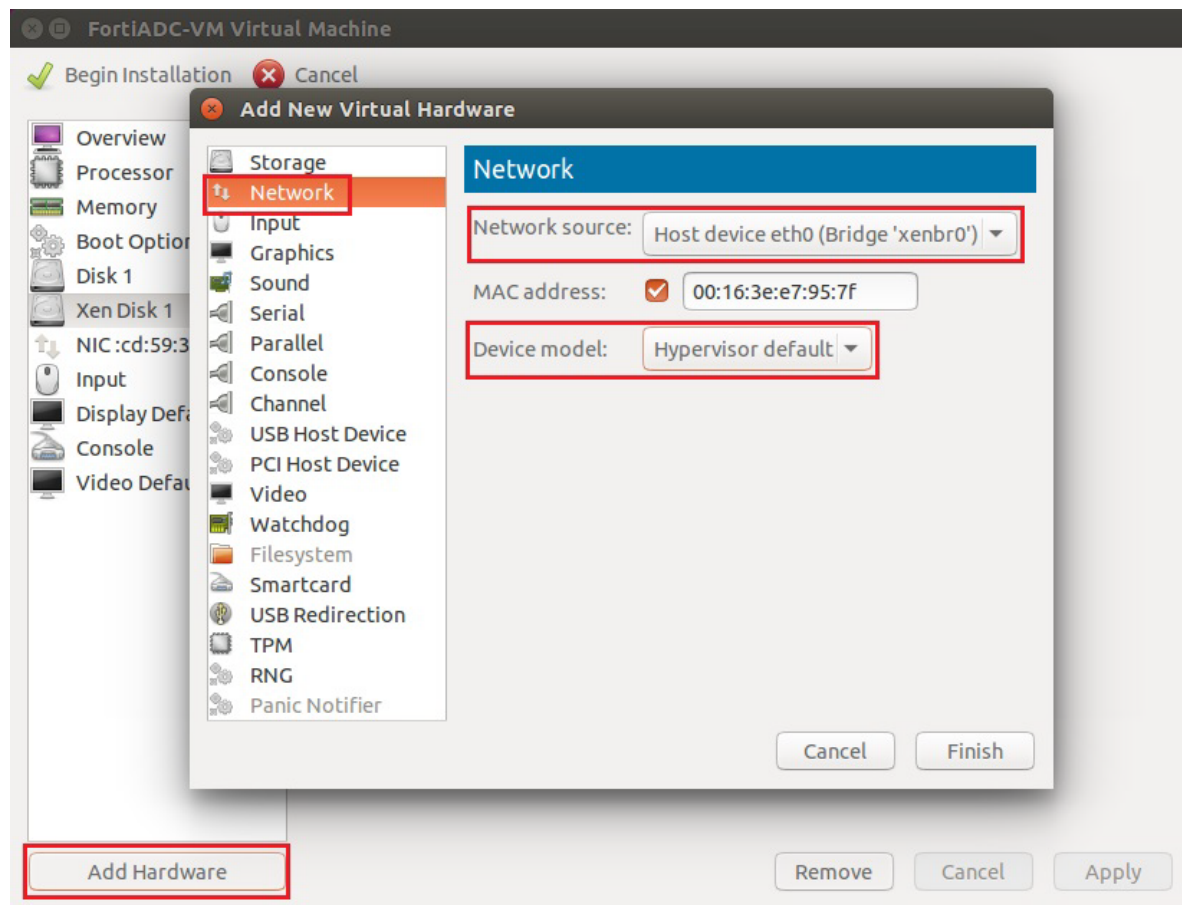 FortiADC-VM Virtual Machine
Begin Installation
Cancel
Overview
Processor
Memory
Boot Option
Disk 1
Xen Disk 1
NIC :cd:59:3
Input
Display Defa
Console
Video Defau
Add Hardware
Add New Virtual Hardware
Storage
Network
Input
Graphics
Sound
Serial
Parallel
Console
Channel
USB Host Device
PCI Host Device
Video
Watchdog
Filesystem
Smartcard
USB Redirection
TPM
RNG
Panic Notifier
Network
Network source: Host device eth0 (Bridge 'xenbr0')
MAC address: 00:16:3e:e7:95:7f
Device model: Hypervisor default
Cancel Finish
Remove Cancel Apply